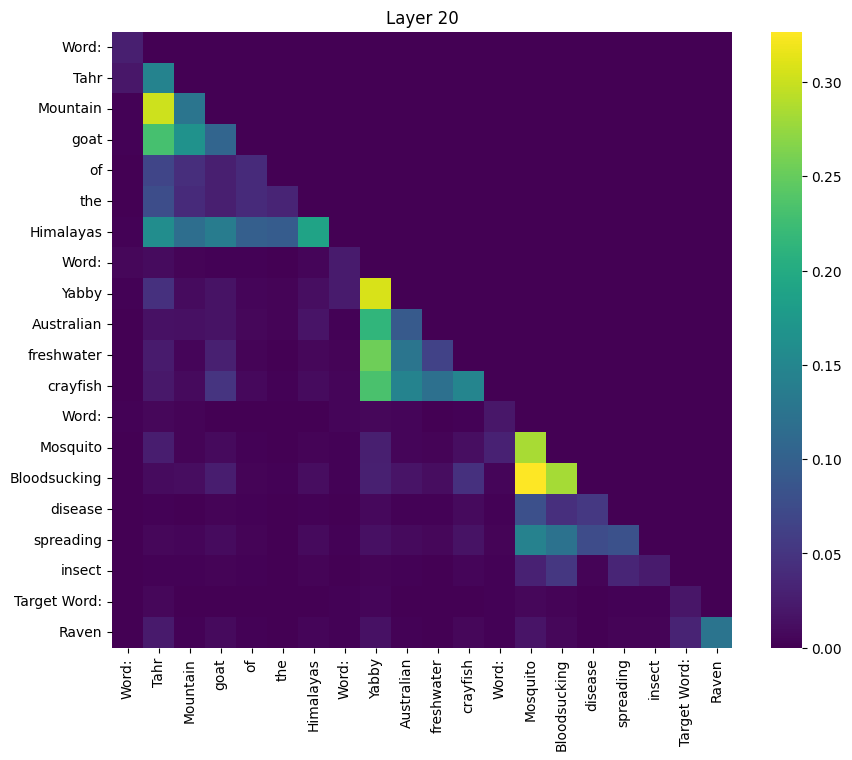 Layer 20
Word:
Tahr
Mountain
goat
of
the
Himalayas
Word:
Yabby
Australian
freshwater
crayfish
Word:
Mosquito
Bloodsucking
disease
spreading
insect
Target Word:
Raven
0.30
0.25
0.20
0.15
0.10
0.05
0.00
Word:
Tahr
Mountain
goat
of
the
Himalayas
Word:
Yabby
Australian
freshwater
crayfish
Word:
Mosquito
Bloodsucking
disease
spreading
insect
Target Word:
Raven